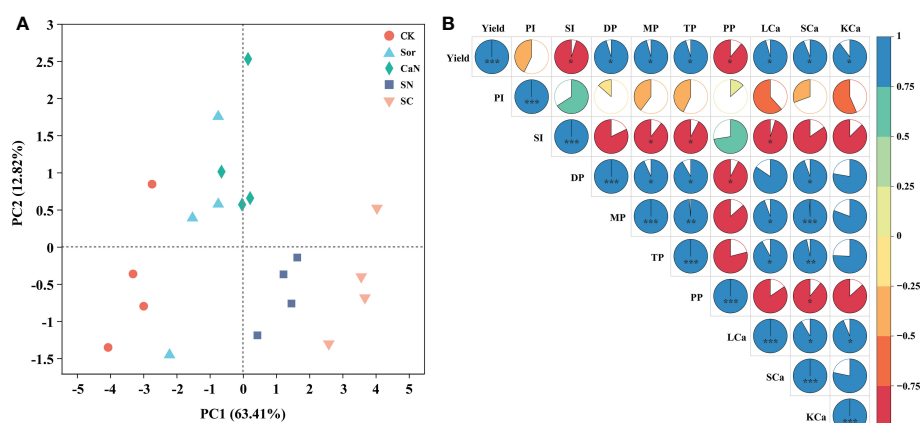 A
B
3
2.5
2
1.5
1
0.5
0
-0.5
-1
-1.5
PC2 (12.82%)
-5 -4 -3 -2 -1 0 1 2 3 4 5
PC1 (63.41%)
CK
Sor
CaN
SN
SC
Yield PI SI DP MP TP PP LCa SCa KCa
Yield *** * * * * * * * *
PI ***
SI *** * * *
DP *** * * * *
MP *** ** * ***
TP *** * **
PP *** *
LCa *** * *
SCa ***
KCa ***
1
0.75
0.5
0.25
0
−0.25
−0.5
−0.75